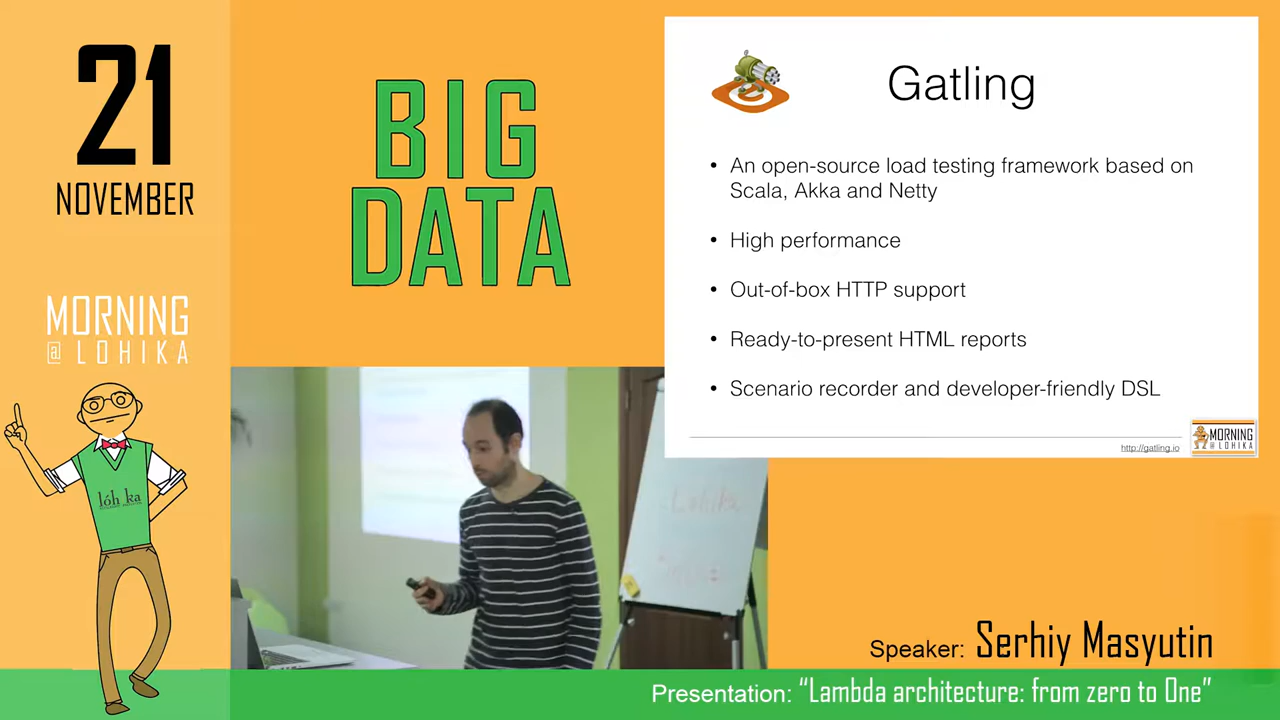 21
NOVEMBER
MORNING
@ LOHIKA
lóh ka
BIG
DATA
Gatling
• An open-source load testing framework based on
Scala, Akka and Netty
• High performance
• Out-of-box HTTP support
• Ready-to-present HTML reports
• Scenario recorder and developer-friendly DSL
http://gatling.io
MORNING
@ LOHIKA
Lohika
Speaker: Serhiy Masyutin
Presentation: “Lambda architecture: from zero to One”